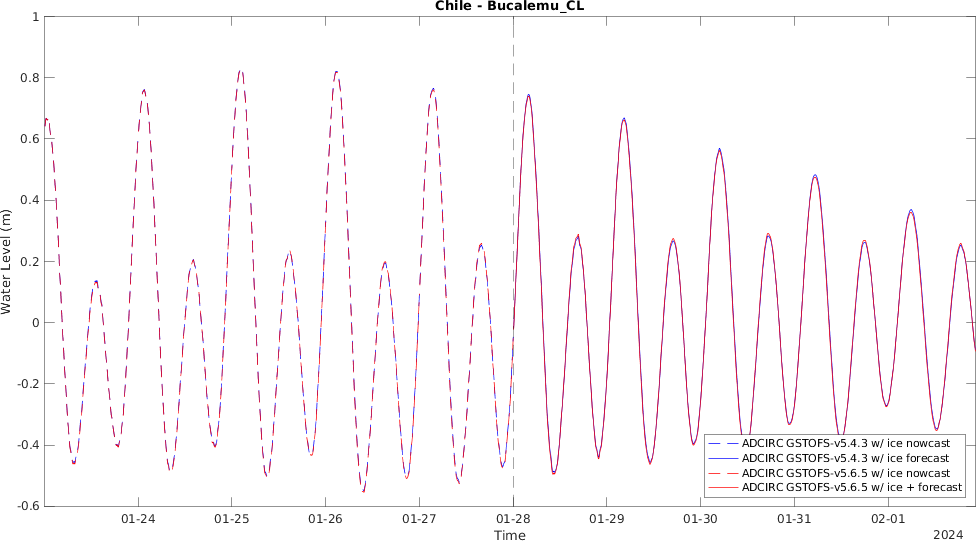 Chile - Bucalemu_CL
1
0.8
0.6
0.4
0.2
0
-0.2
-0.4
-0.6
Water Level (m)
01-24 01-25 01-26 01-27 01-28 01-29 01-30 01-31 02-01
Time
2024
ADCIRC GSTOFS-v5.4.3 w/ ice nowcast
ADCIRC GSTOFS-v5.4.3 w/ ice forecast
ADCIRC GSTOFS-v5.6.5 w/ ice nowcast
ADCIRC GSTOFS-v5.6.5 w/ ice + forecast